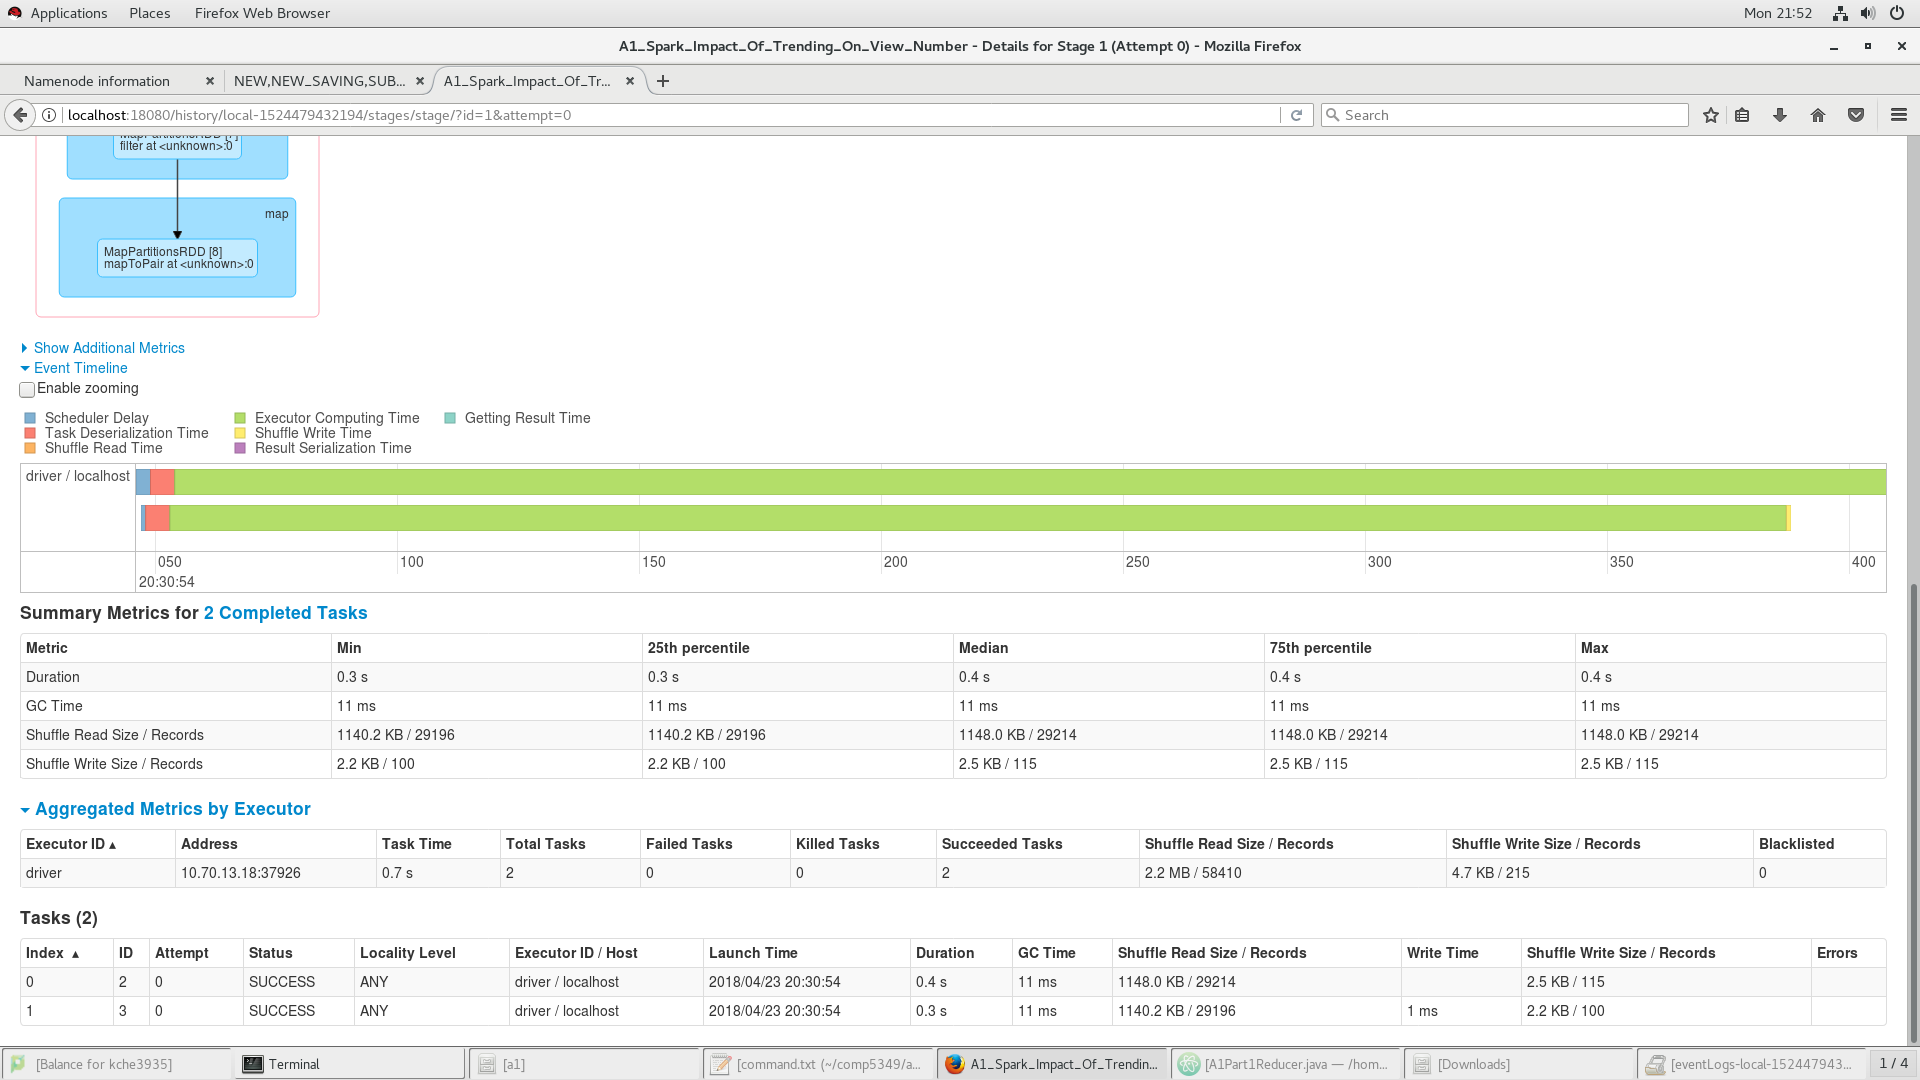 Applications Places Firefox Web Browser Mon 21:52
A1_Spark_Impact_Of_Trending_On_View_Number - Details for Stage 1 (Attempt 0) - Mozilla Firefox
Namenode information NEW,NEW_SAVING,SUB... A1_Spark_Impact_Of_Tr...
localhost:18080/history/local-1524479432194/stages/stage/?id=1&attempt=0 Search
MapPartitionsRDD [7]
filter at <unknown>:0
map
MapPartitionsRDD [8]
mapToPair at <unknown>:0
Show Additional Metrics
Event Timeline
Enable zooming
Scheduler Delay Executor Computing Time Getting Result Time
Task Deserialization Time Shuffle Write Time
Shuffle Read Time Result Serialization Time
driver / localhost
050 100 150 200 250 300 350 400
20:30:54
Summary Metrics for 2 Completed Tasks
Metric Min 25th percentile Median 75th percentile Max
Duration 0.3 s 0.3 s 0.4 s 0.4 s 0.4 s
GC Time 11 ms 11 ms 11 ms 11 ms 11 ms
Shuffle Read Size / Records 1140.2 KB / 29196 1140.2 KB / 29196 1148.0 KB / 29214 1148.0 KB / 29214 1148.0 KB / 29214
Shuffle Write Size / Records 2.2 KB / 100 2.2 KB / 100 2.5 KB / 115 2.5 KB / 115 2.5 KB / 115
Aggregated Metrics by Executor
Executor ID Address Task Time Total Tasks Failed Tasks Killed Tasks Succeeded Tasks Shuffle Read Size / Records Shuffle Write Size / Records Blacklisted
driver 10.70.13.18:37926 0.7 s 2 0 0 2 2.2 MB / 58410 4.7 KB / 215 0
Tasks (2)
Index ID Attempt Status Locality Level Executor ID / Host Launch Time Duration GC Time Shuffle Read Size / Records Write Time Shuffle Write Size / Records Errors
0 2 0 SUCCESS ANY driver / localhost 2018/04/23 20:30:54 0.4 s 11 ms 1148.0 KB / 29214 2.5 KB / 115
1 3 0 SUCCESS ANY driver / localhost 2018/04/23 20:30:54 0.3 s 11 ms 1140.2 KB / 29196 1 ms 2.2 KB / 100
[Balance for kche3935] Terminal [a1] [command.txt (~/comp5349/a... A1_Spark_Impact_Of_Trendin... [A1Part1Reducer.java — /hom... [Downloads] [eventLogs-local-152447943... 1 / 4